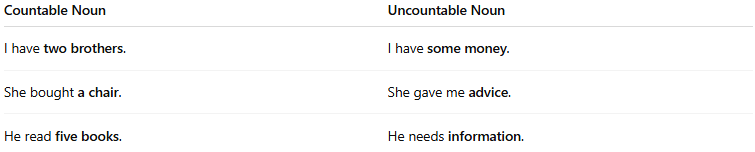 Countable Noun Uncountable Noun
I have two brothers. I have some money.
She bought a chair. She gave me advice.
He read five books. He needs information.